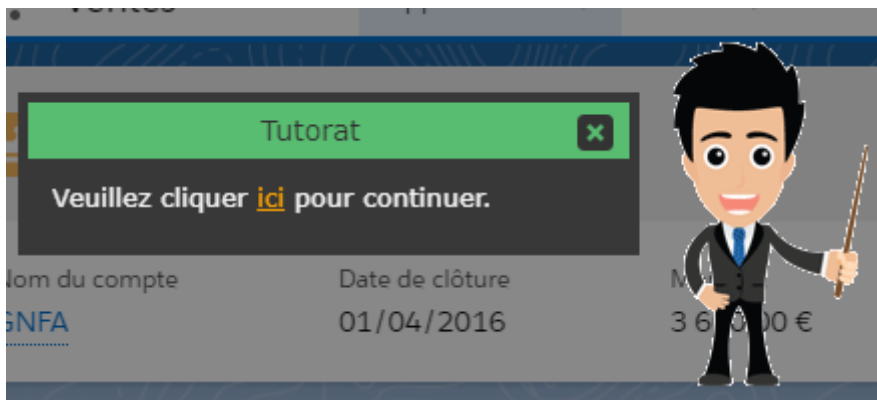 Tutorat
Veuillez cliquer ici pour continuer.
Nom du compte
Date de clôture
GNFA
01/04/2016
€